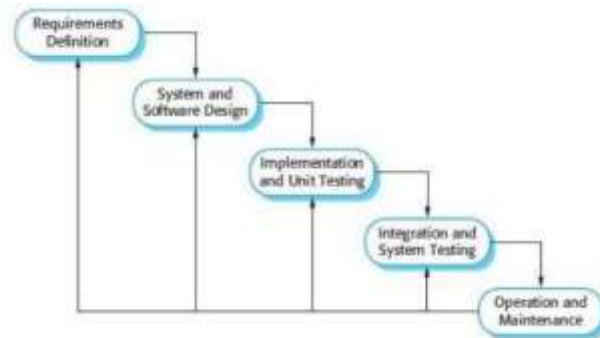 Requirements
Definition
System and
Software Design
Implementation
and Unit Testing
Integration and
System Testing
Operation and
Maintenance